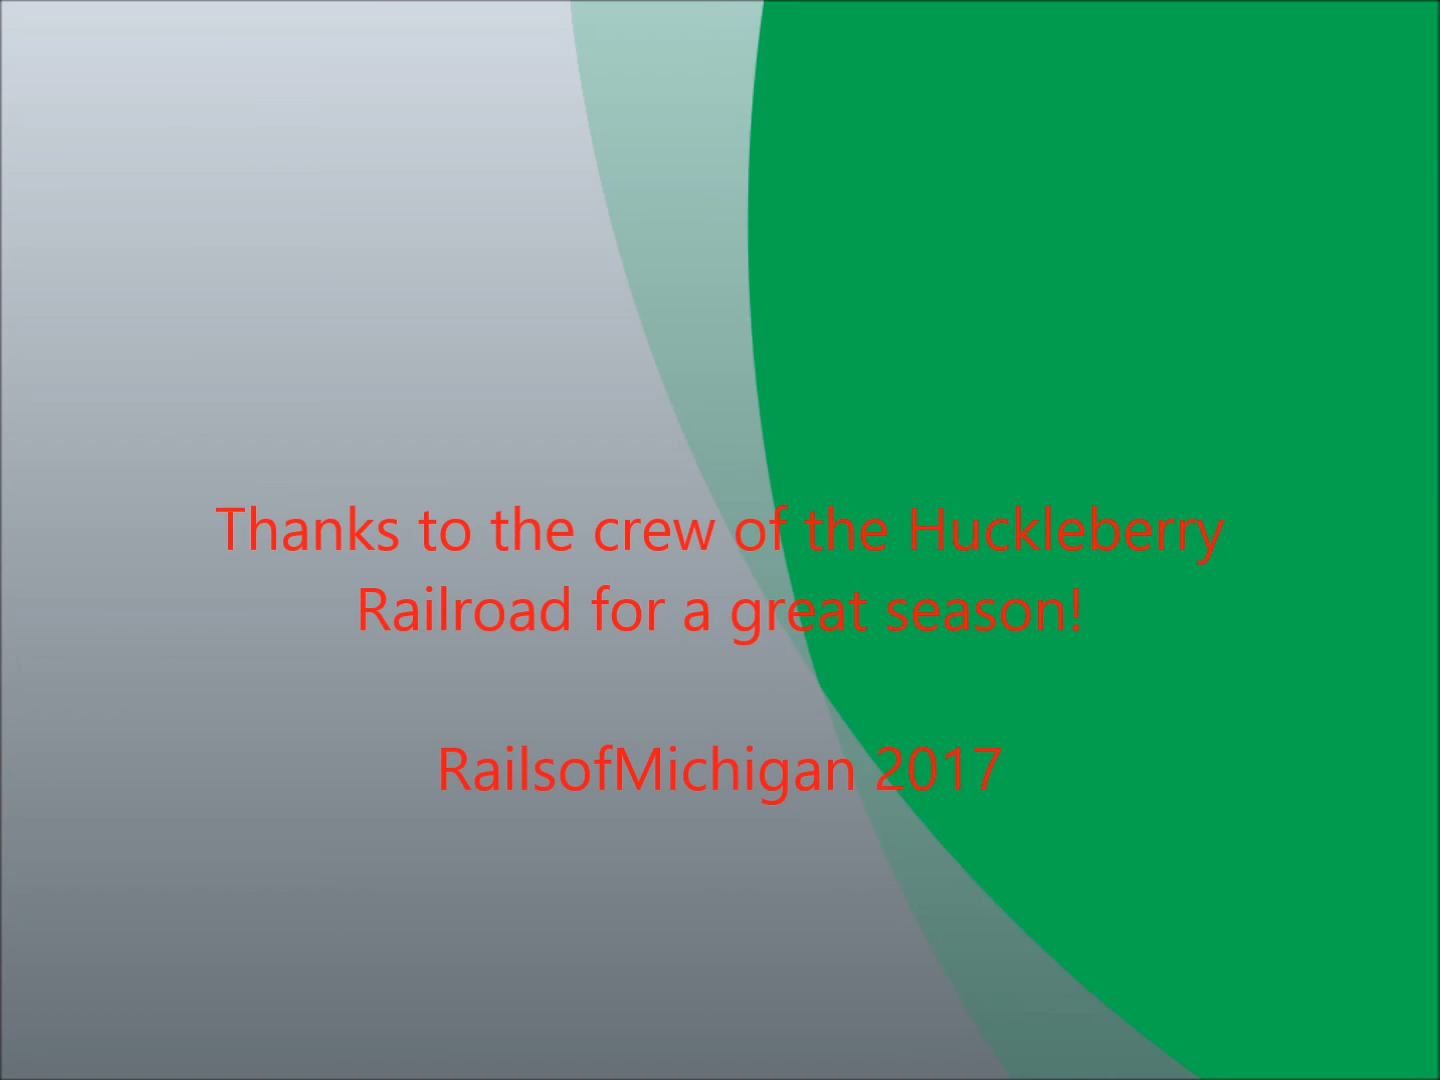 Thanks to the crew of the Huckleberry
Railroad for a great season!
RailsofMichigan 2017